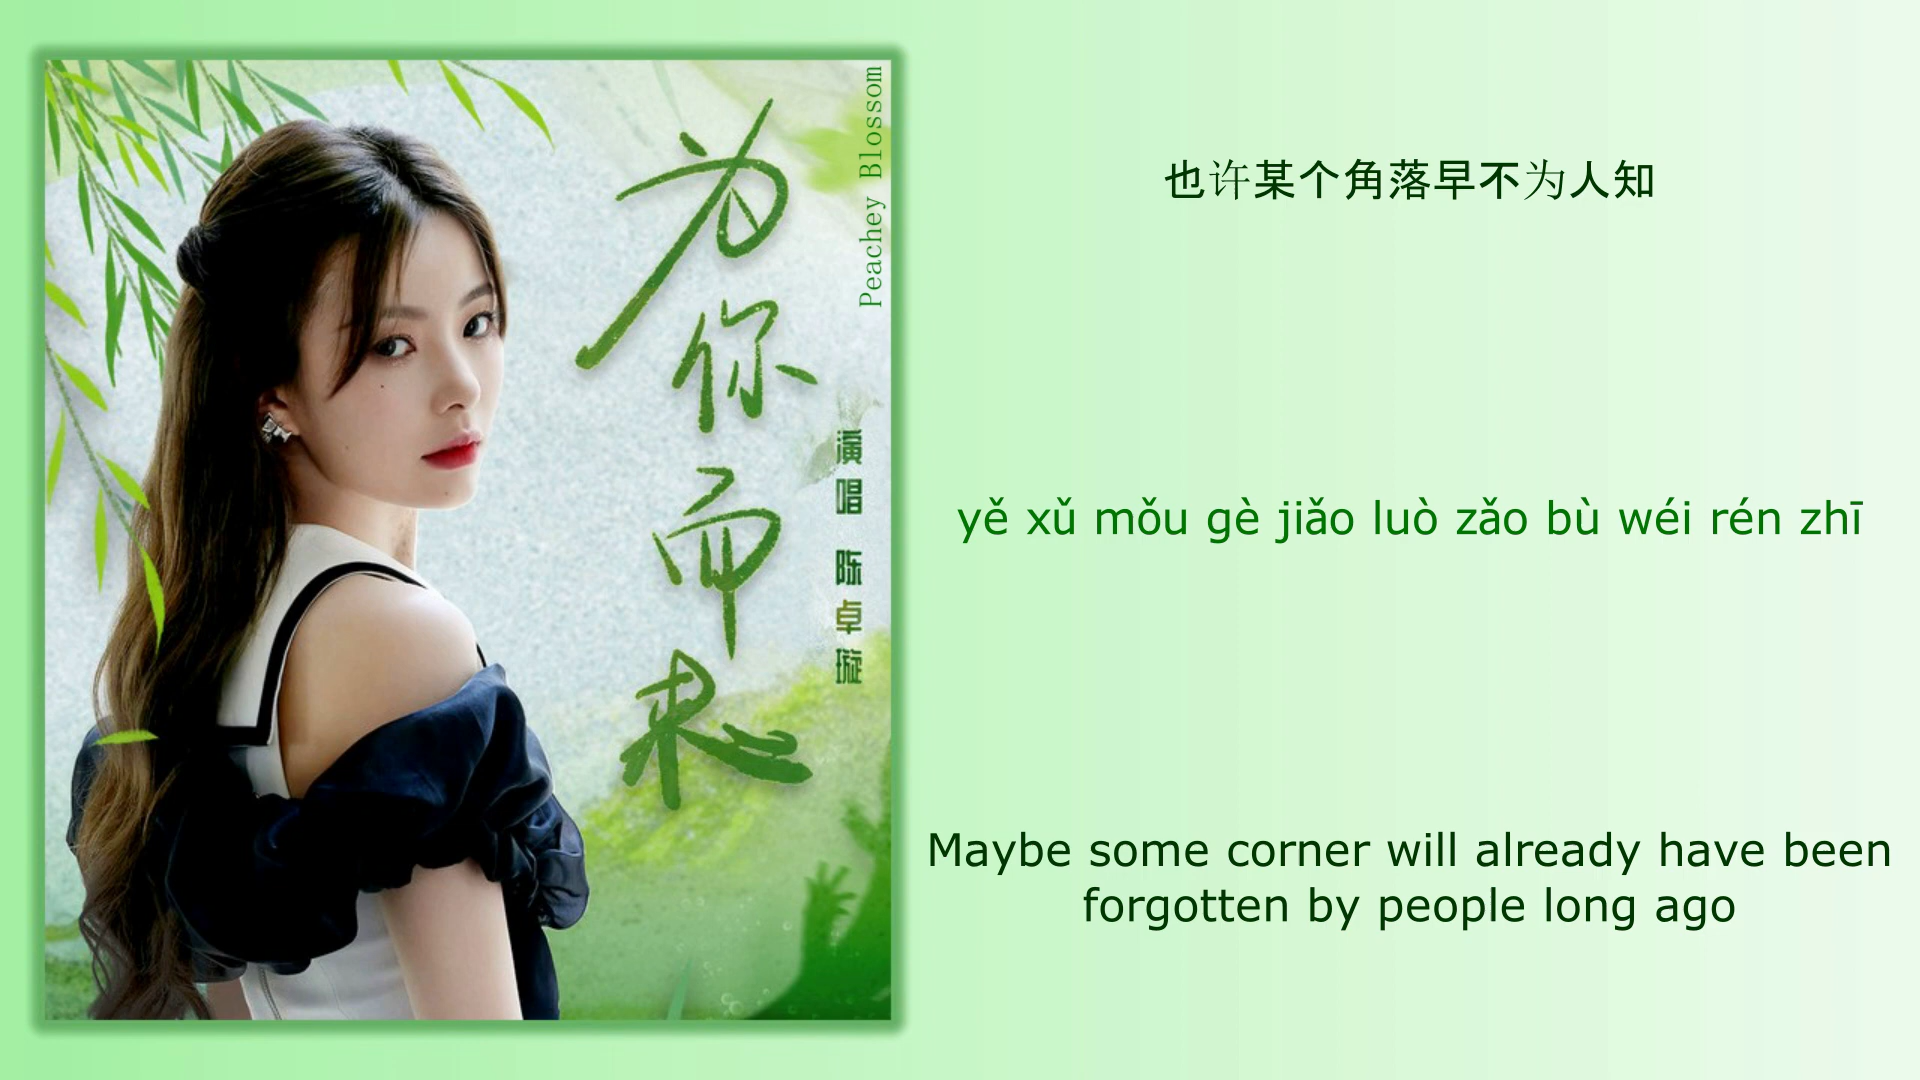 为你而来
Peachey Blossom
演唱 陈卓璇
也许某个角落早不为人知
yě xǔ mǒu gè jiǎo luò zǎo bù wéi rén zhī
Maybe some corner will already have been
forgotten by people long ago